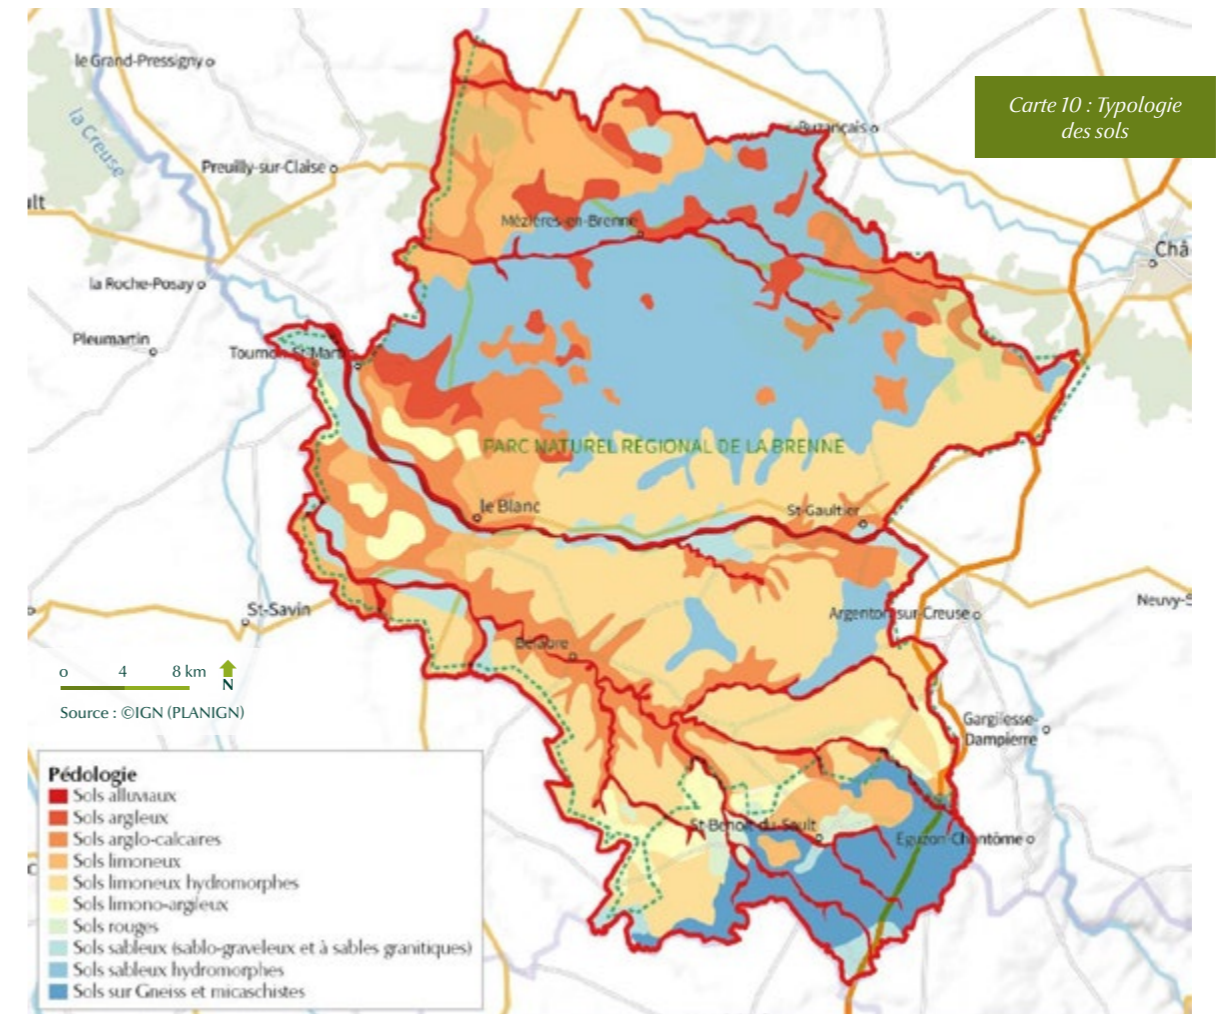 Carte 10 : Typologie
des sols
le Grand-Pressigny
la Creuse
Buzançais
Preuilly-sur-Claise
ult
Mézières-en-Brenne
Châ
la Roche-Posay
Pleumartin
Tournon-St-Martin
PARC NATUREL RÉGIONAL DE LA BRENNE
le Blanc
St-Gaultier
St-Savin
Argenton-sur-Creuse
Neuvy-S
Belâbre
o 4 8 km
N
Source : ©IGN (PLANIGN)
Gargilesse-
Dampierre
St-Benoît-du-Sault
Eguzon-Chantôme
Pédologie
Sols alluviaux
Sols argileux
Sols arglo-calcaires
Sols limoneux
Sols limoneux hydromorphes
Sols limono-argileux
Sols rouges
Sols sableux (sablo-graveleux et à sables granitiques)
Sols sableux hydromorphes
Sols sur Gneiss et micaschistes